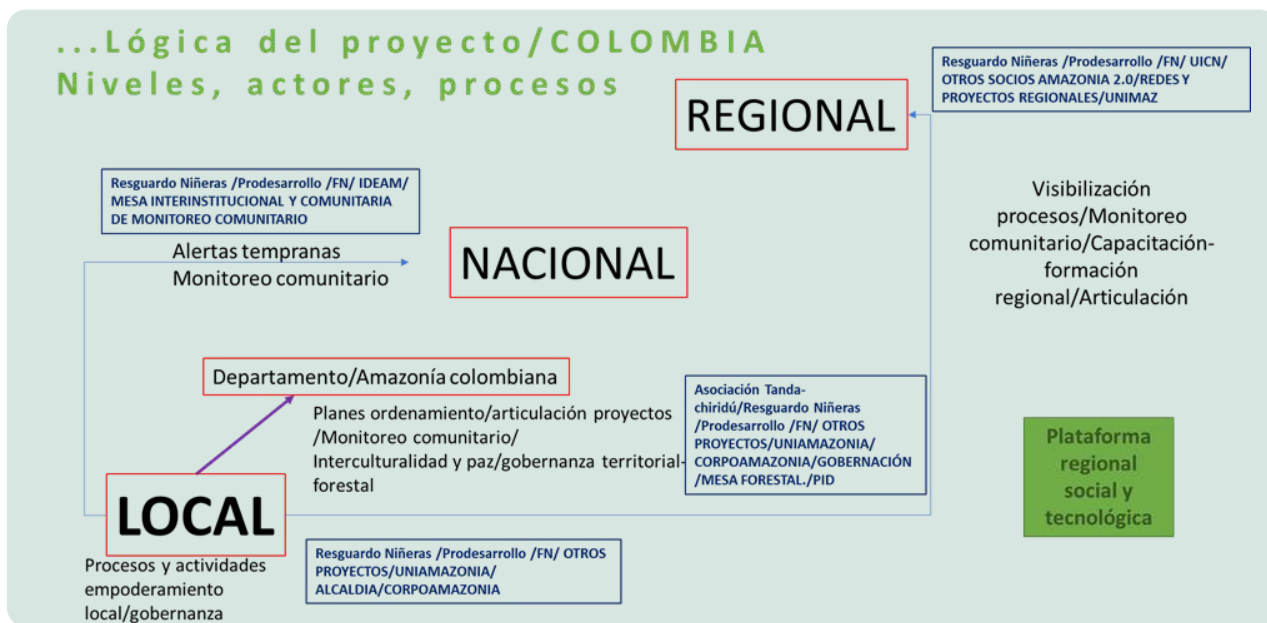 ...Lógica del proyecto/COLOMBIA
Niveles, actores, procesos
Resguardo Niñeras /Prodesarrollo /FN/ UICN/
OTROS SOCIOS AMAZONIA 2.0/REDES Y
PROYECTOS REGIONALES/UNIMAZ
REGIONAL
Resguardo Niñeras /Prodesarrollo /FN/ IDEAM/
MESA INTERINSTITUCIONAL Y COMUNITARIA
DE MONITOREO COMUNITARIO
Alertas tempranas
Monitoreo comunitario
NACIONAL
Visibilización
procesos/Monitoreo
comunitario/Capacitación-
formación
regional/Articulación
Departamento/Amazonía colombiana
Planes ordenamiento/articulación proyectos
/Monitoreo comunitario/
Interculturalidad y paz/gobernanza territorial-
forestal
Asociación Tanda-
chiridú/Resguardo Niñeras
/Prodesarrollo /FN/ OTROS
PROYECTOS/UNIAMAZONIA/
CORPOAMAZONIA/GOBERNACIÓN
/MESA FORESTAL./PID
Plataforma
regional
social y
tecnológica
LOCAL
Procesos y actividades
empoderamiento
local/gobernanza
Resguardo Niñeras /Prodesarrollo /FN/ OTROS
PROYECTOS/UNIAMAZONIA/
ALCALDIA/CORPOAMAZONIA